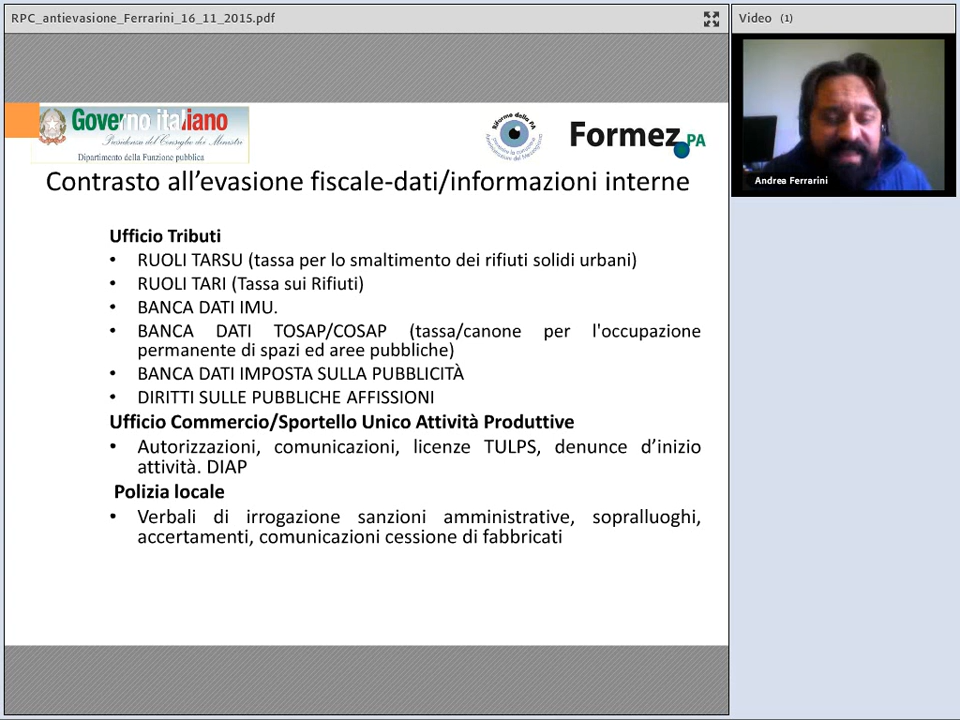 RPC_antievasione_Ferrarini_16_11_2015.pdf
Video (1)
Governo italiano
Presidenza del Consiglio dei Ministri
Dipartimento della Funzione pubblica
Riforme della PA
Formez PA
Andrea Ferrarini
Contrasto all’evasione fiscale-dati/informazioni interne
Ufficio Tributi
• RUOLI TARSU (tassa per lo smaltimento dei rifiuti solidi urbani)
• RUOLI TARI (Tassa sui Rifiuti)
• BANCA DATI IMU.
• BANCA DATI TOSAP/COSAP (tassa/canone per l'occupazione
permanente di spazi ed aree pubbliche)
• BANCA DATI IMPOSTA SULLA PUBBLICITÀ
• DIRITTI SULLE PUBBLICHE AFFISSIONI
Ufficio Commercio/Sportello Unico Attività Produttive
• Autorizzazioni, comunicazioni, licenze TULPS, denunce d’inizio
attività. DIAP
Polizia locale
• Verbali di irrogazione sanzioni amministrative, sopralluoghi,
accertamenti, comunicazioni cessione di fabbricati